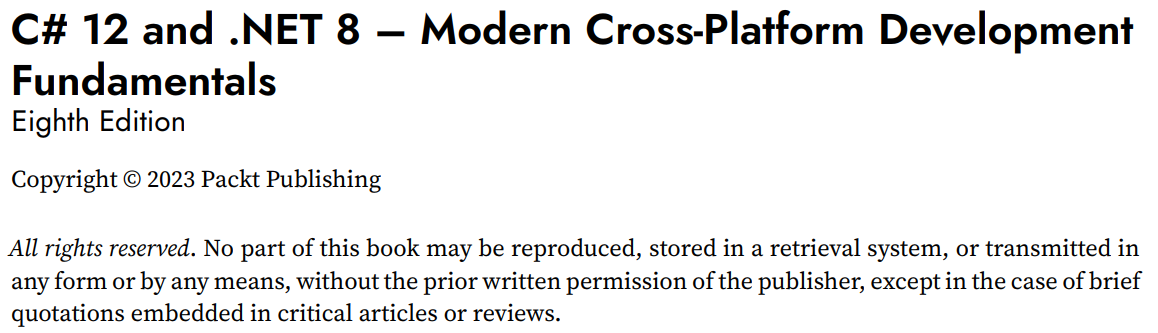 C# 12 and .NET 8 – Modern Cross-Platform Development
Fundamentals
Eighth Edition
Copyright © 2023 Packt Publishing
All rights reserved. No part of this book may be reproduced, stored in a retrieval system, or transmitted in
any form or by any means, without the prior written permission of the publisher, except in the case of brief
quotations embedded in critical articles or reviews.